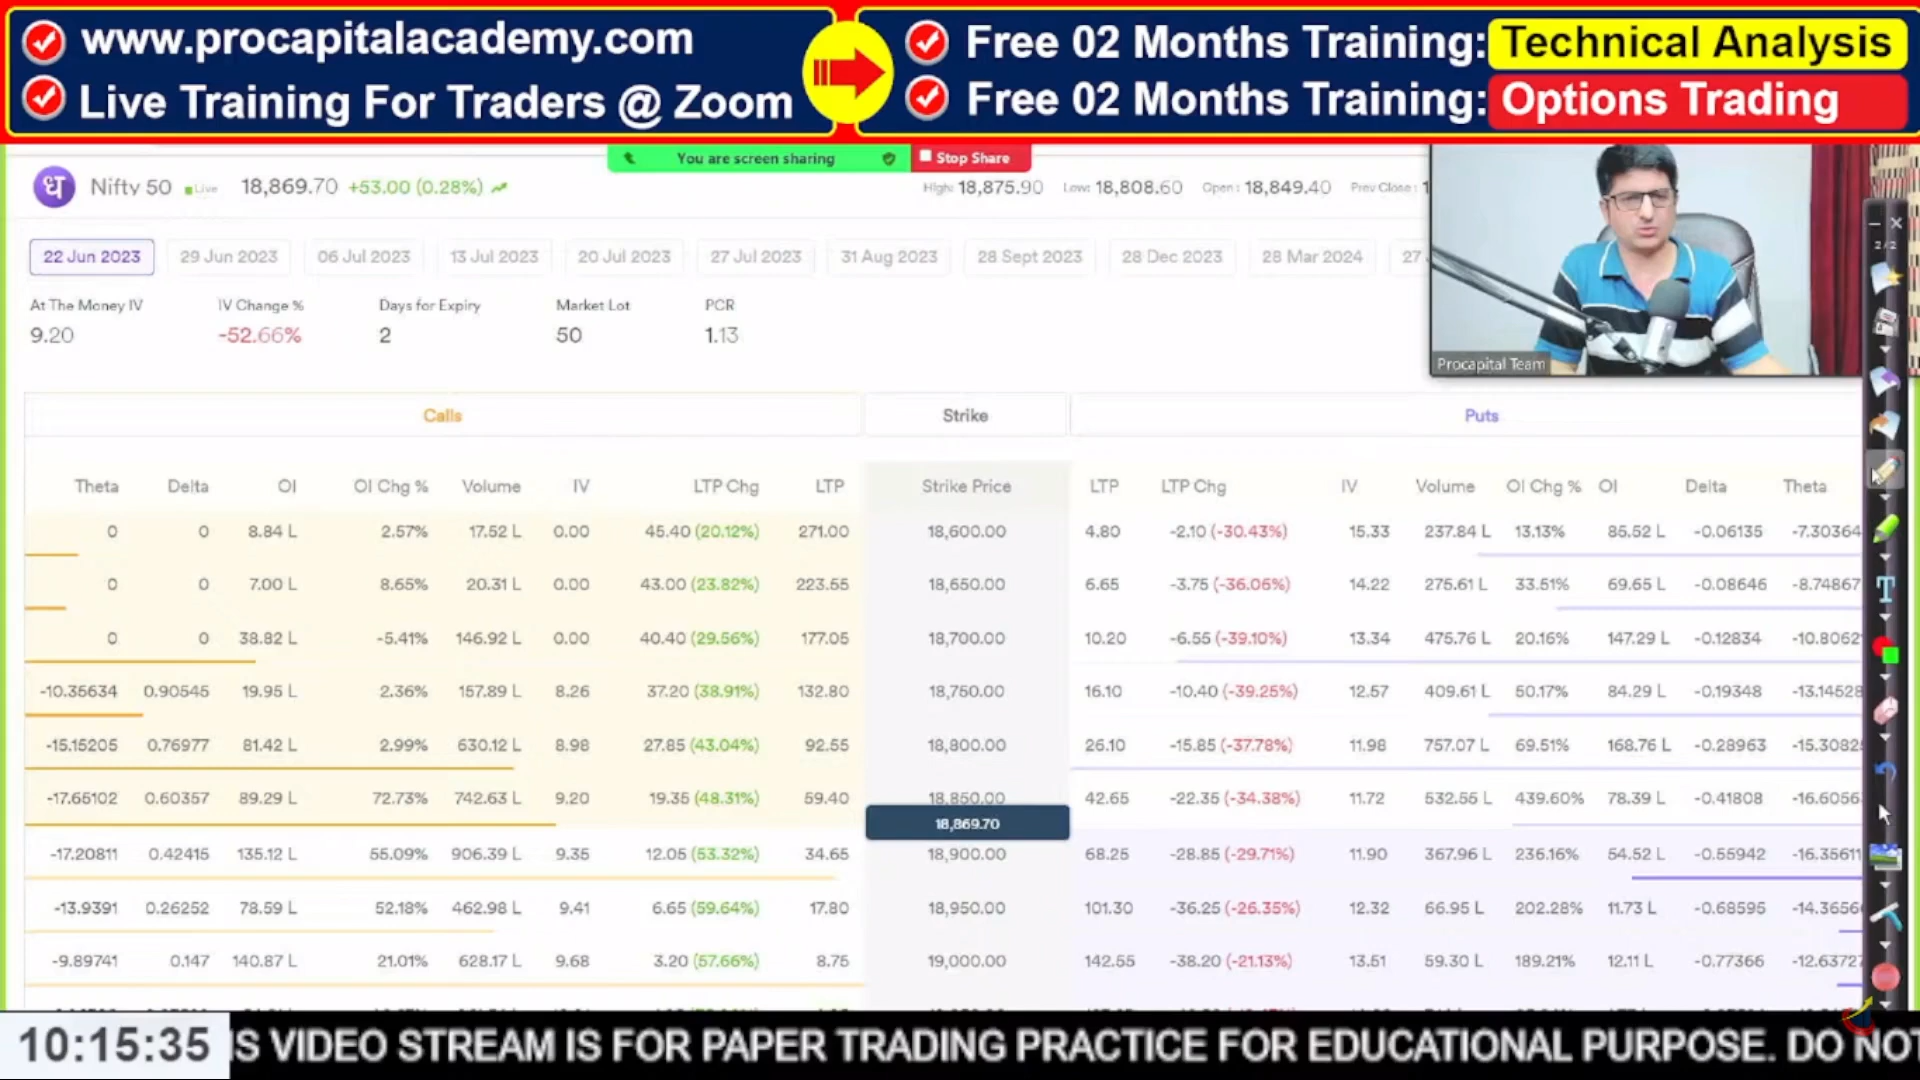 www.procapitalacademy.com
Live Training For Traders @ Zoom
Free 02 Months Training: Technical Analysis
Free 02 Months Training: Options Trading
You are screen sharing Stop Share
ध Nifty 50 Live 18,869.70 +53.00 (0.28%) High: 18,875.90 Low: 18,808.60 Open: 18,849.40 Prev Close: 1
22 Jun 2023 29 Jun 2023 06 Jul 2023 13 Jul 2023 20 Jul 2023 27 Jul 2023 31 Aug 2023 28 Sept 2023 28 Dec 2023 28 Mar 2024 27
At The Money IV IV Change % Days for Expiry Market Lot PCR
9.20 -52.66% 2 50 1.13
Procapital Team
2/2
Calls Strike Puts
Theta Delta OI OI Chg % Volume IV LTP Chg LTP Strike Price LTP LTP Chg IV Volume OI Chg % OI Delta Theta
0 0 8.84 L 2.57% 17.52 L 0.00 45.40 (20.12%) 271.00 18,600.00 4.80 -2.10 (-30.43%) 15.33 237.84 L 13.13% 85.52 L -0.06135 -7.30364
0 0 7.00 L 8.65% 20.31 L 0.00 43.00 (23.82%) 223.55 18,650.00 6.65 -3.75 (-36.06%) 14.22 275.61 L 33.51% 69.65 L -0.08646 -8.74867
0 0 38.82 L -5.41% 146.92 L 0.00 40.40 (29.56%) 177.05 18,700.00 10.20 -6.55 (-39.10%) 13.34 475.76 L 20.16% 147.29 L -0.12834 -10.8062
-10.35634 0.90545 19.95 L 2.36% 157.89 L 8.26 37.20 (38.91%) 132.80 18,750.00 16.10 -10.40 (-39.25%) 12.57 409.61 L 50.17% 84.29 L -0.19348 -13.14528
-15.15205 0.76977 81.42 L 2.99% 630.12 L 8.98 27.85 (43.04%) 92.55 18,800.00 26.10 -15.85 (-37.78%) 11.98 757.07 L 69.51% 168.76 L -0.28963 -15.3082
-17.65102 0.60357 89.29 L 72.73% 742.63 L 9.20 19.35 (48.31%) 59.40 18,850.00 42.65 -22.35 (-34.38%) 11.72 532.55 L 439.60% 78.39 L -0.41808 -16.6056
18,869.70
-17.20811 0.42415 135.12 L 55.09% 906.39 L 9.35 12.05 (53.32%) 34.65 18,900.00 68.25 -28.85 (-29.71%) 11.90 367.96 L 236.16% 54.52 L -0.55942 -16.35611
-13.9391 0.26252 78.59 L 52.18% 462.98 L 9.41 6.65 (59.64%) 17.80 18,950.00 101.30 -36.25 (-26.35%) 12.32 66.95 L 202.28% 11.73 L -0.68595 -14.3656
-9.89741 0.147 140.87 L 21.01% 628.17 L 9.68 3.20 (57.66%) 8.75 19,000.00 142.55 -38.20 (-21.13%) 13.51 59.30 L 189.21% 12.11 L -0.77366 -12.63727
10:15:35 IS VIDEO STREAM IS FOR PAPER TRADING PRACTICE FOR EDUCATIONAL PURPOSE. DO NOT